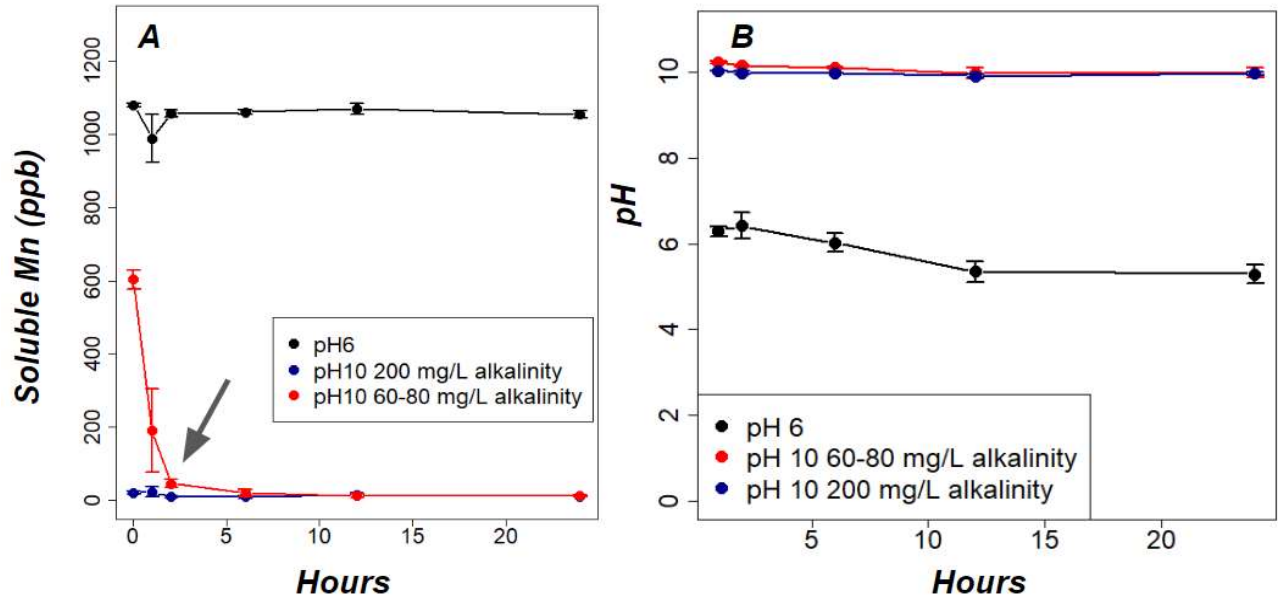 A
Soluble Mn (ppb)
0
200
400
600
800
1000
1200
pH6
pH10 200 mg/L alkalinity
pH10 60-80 mg/L alkalinity
0
5
10
15
20
Hours
B
pH
0
2
4
6
8
10
pH 6
pH 10 60-80 mg/L alkalinity
pH 10 200 mg/L alkalinity
5
10
15
20
Hours